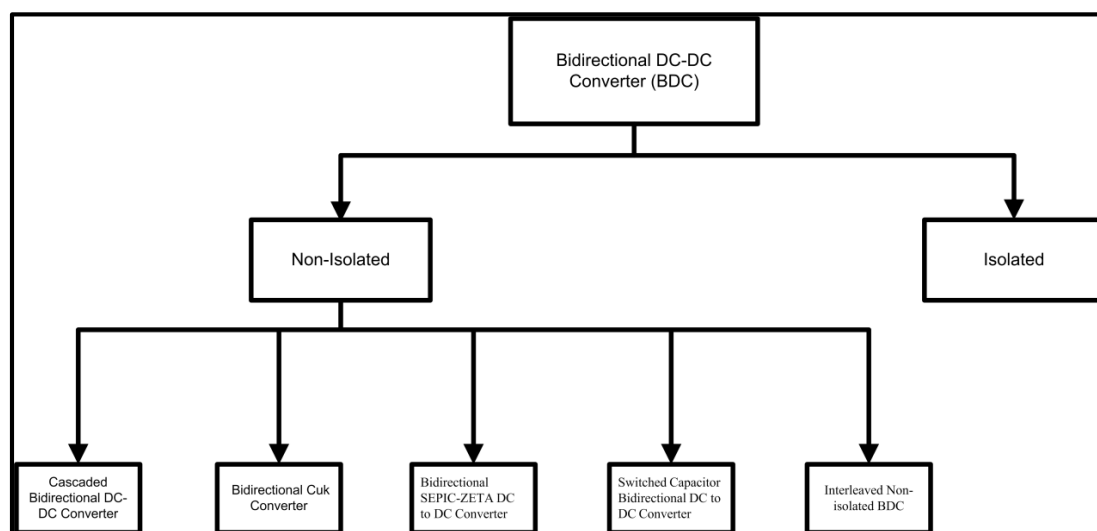 Bidirectional DC-DC
Converter (BDC)
Non-Isolated
Isolated
Cascaded
Bidirectional DC-
DC Converter
Bidirectional Cuk
Converter
Bidirectional
SEPIC-ZETA DC
to DC Converter
Switched Capacitor
Bidirectional DC to
DC Converter
Interleaved Non-
isolated BDC